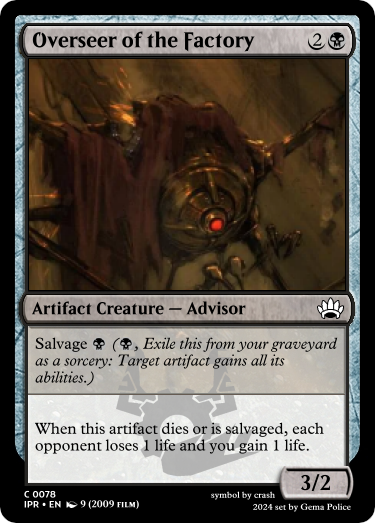 Overseer of the Factory 2
Artifact Creature — Advisor
Salvage (, Exile this from your graveyard
as a sorcery: Target artifact gains all its
abilities.)
When this artifact dies or is salvaged, each
opponent loses 1 life and you gain 1 life.
3/2
C 0078
IPR • EN 9 (2009 FILM)
symbol by crash
2024 set by Gema Police